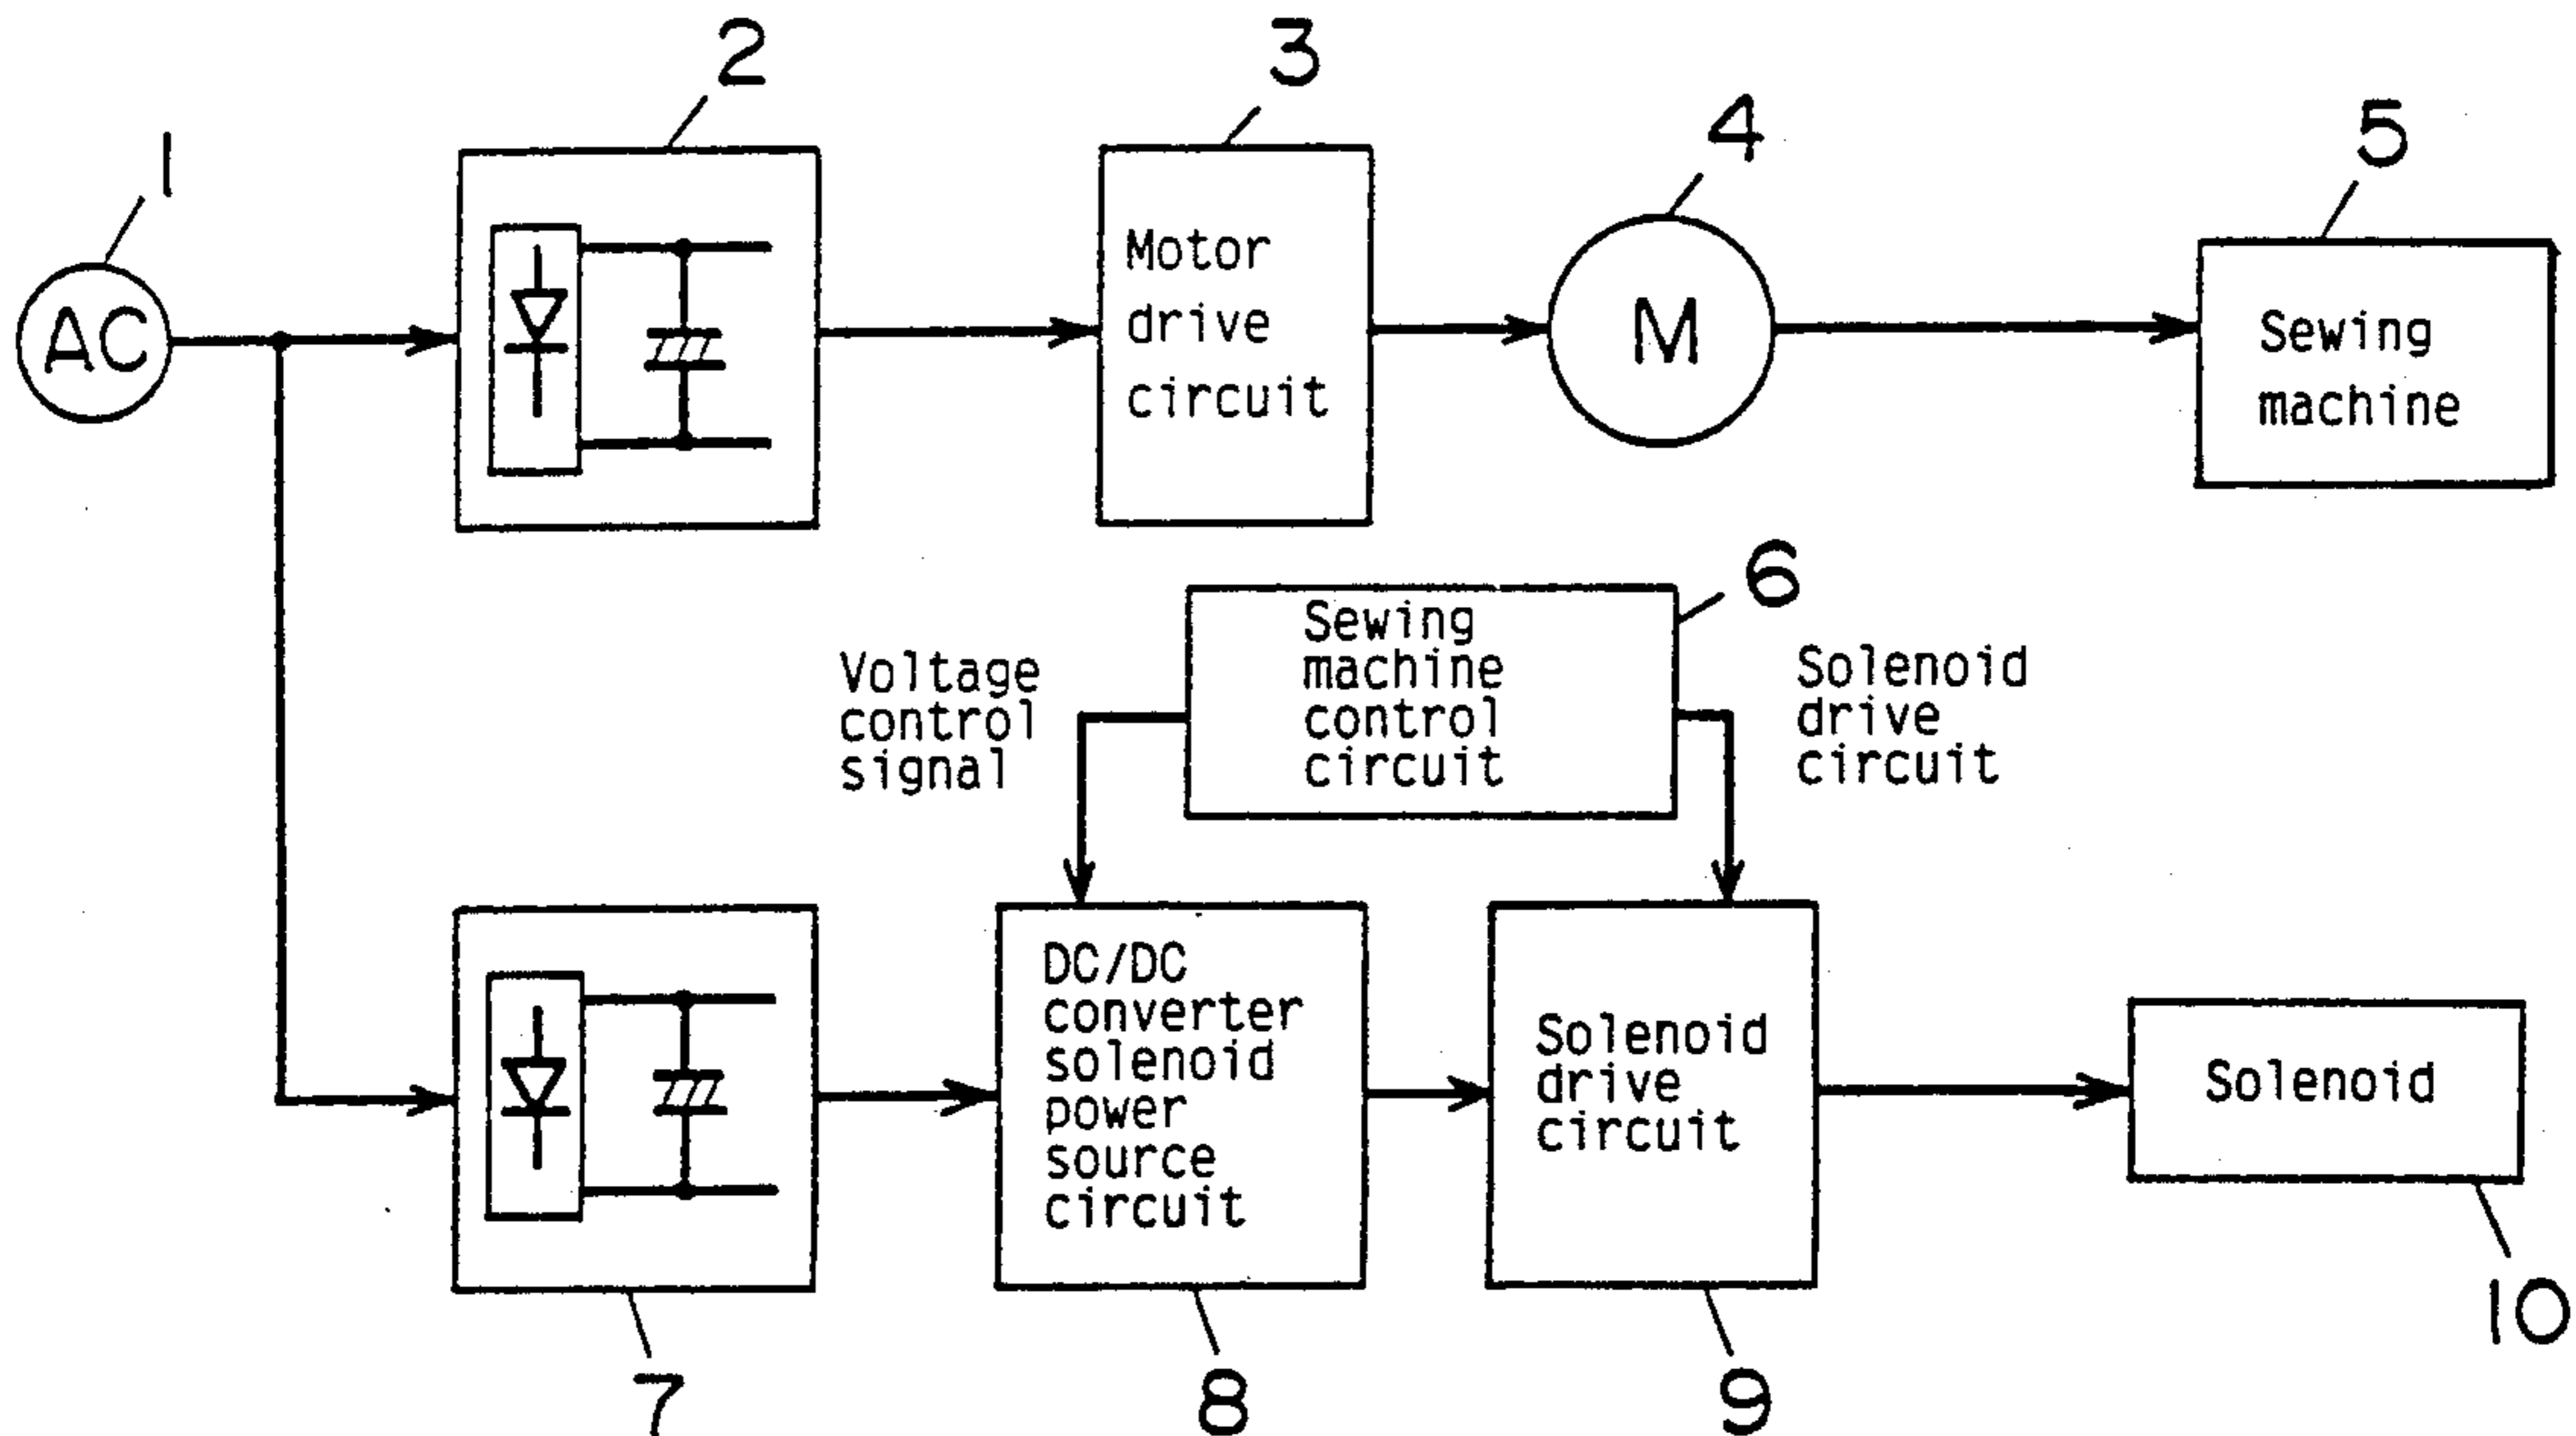 1
2
3
4
5
AC
Motor
drive
circuit
M
Sewing
machine
6
Voltage
control
signal
Sewing
machine
control
circuit
Solenoid
drive
circuit
DC/DC
converter
solenoid
power
source
circuit
Solenoid
drive
circuit
Solenoid
7
8
9
10